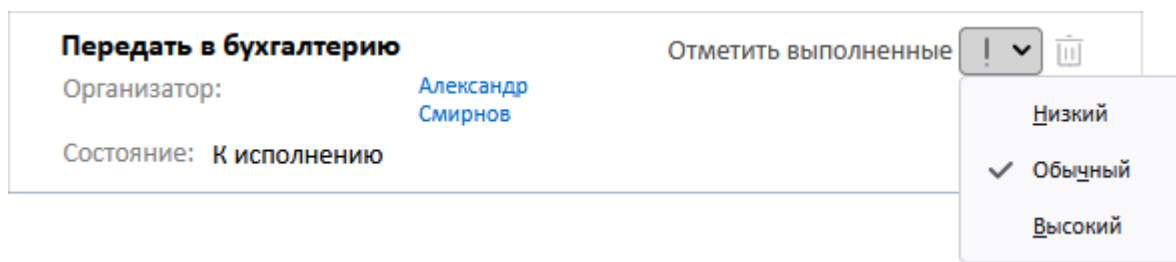 Передать в бухгалтерию
Отметить выполненные
Организатор:
Александр
Смирнов
Состояние: К исполнению
Низкий
Обычный
Высокий